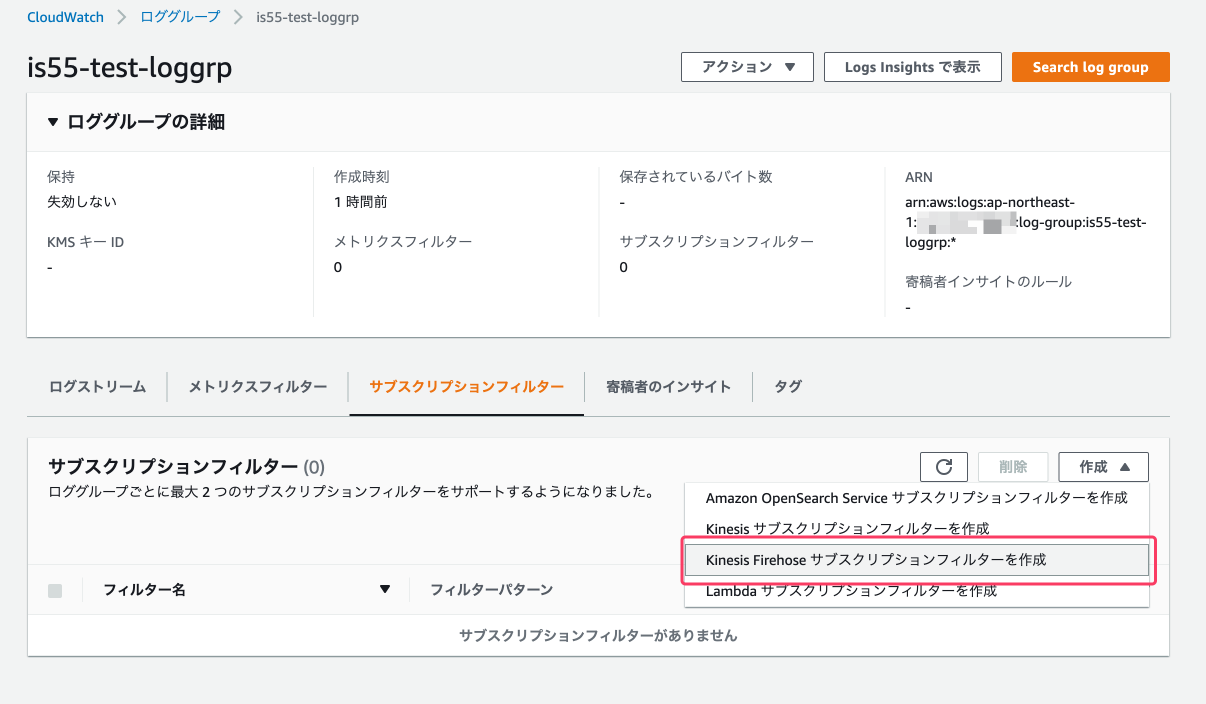 CloudWatch > ロググループ > is55-test-loggrp
is55-test-loggrp
アクション ▼
Logs Insights で表示
Search log group
▼ ロググループの詳細
保持
失効しない
KMS キー ID
-
作成時刻
1 時間前
メトリクスフィルター
0
保存されているバイト数
-
サブスクリプションフィルター
0
ARN
arn:aws:logs:ap-northeast-
1: :log-group:is55-test-
loggrp:*
寄稿者インサイトのルール
-
ログストリーム
メトリクスフィルター
サブスクリプションフィルター
寄稿者のインサイト
タグ
サブスクリプションフィルター (0)
ロググループごとに最大 2 つのサブスクリプションフィルターをサポートするようになりました。
削除
作成 ▲
Amazon OpenSearch Service サブスクリプションフィルターを作成
Kinesis サブスクリプションフィルターを作成
Kinesis Firehose サブスクリプションフィルターを作成
Lambda サブスクリプションフィルターを作成
フィルター名 ▼
フィルターパターン
サブスクリプションフィルターがありません